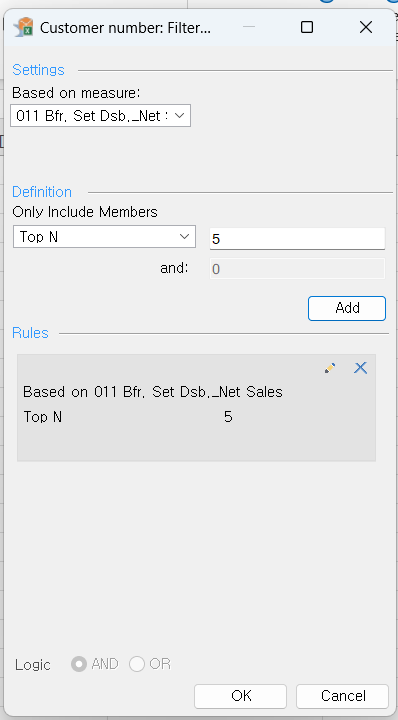 Customer number: Filter...
Settings
Based on measure:
011 Bfr. Set Dsb._Net
Definition
Only Include Members
Top N
5
and:
0
Add
Rules
Based on 011 Bfr. Set Dsb._Net Sales
Top N 5
Logic AND OR
OK Cancel